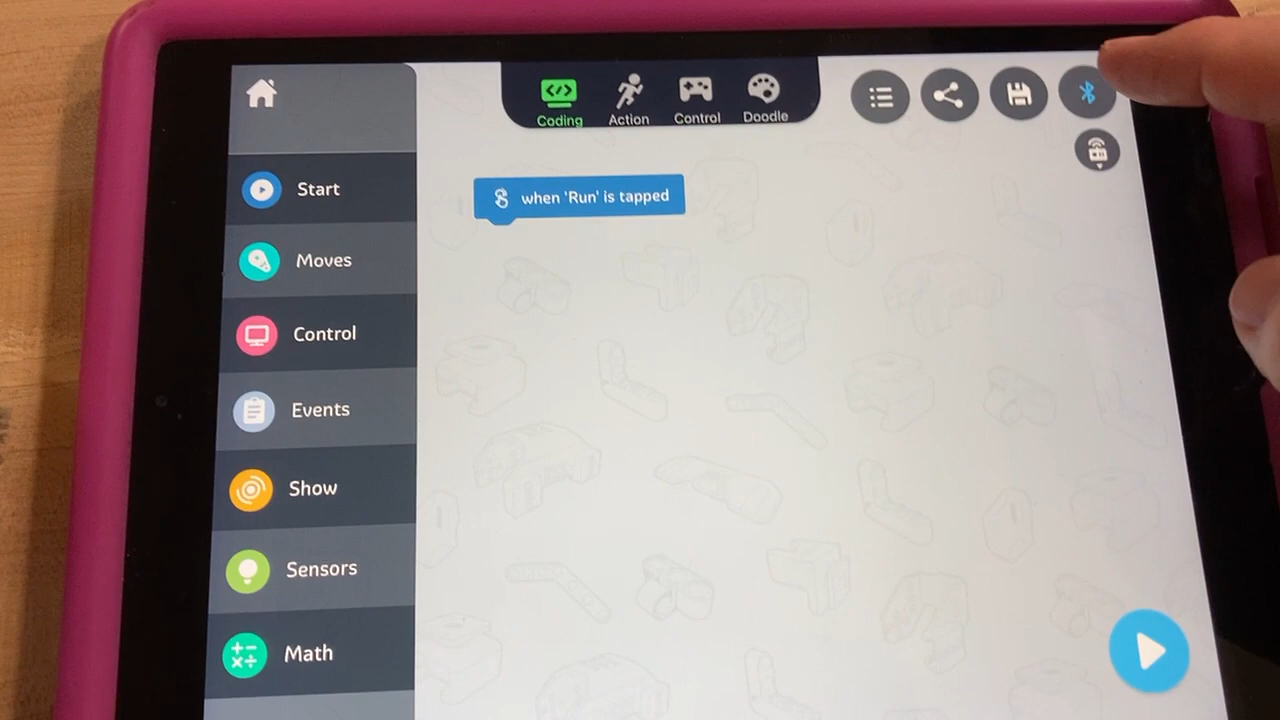 Coding
Action
Control
Doodle
Start
when 'Run' is tapped
Moves
Control
Events
Show
Sensors
Math